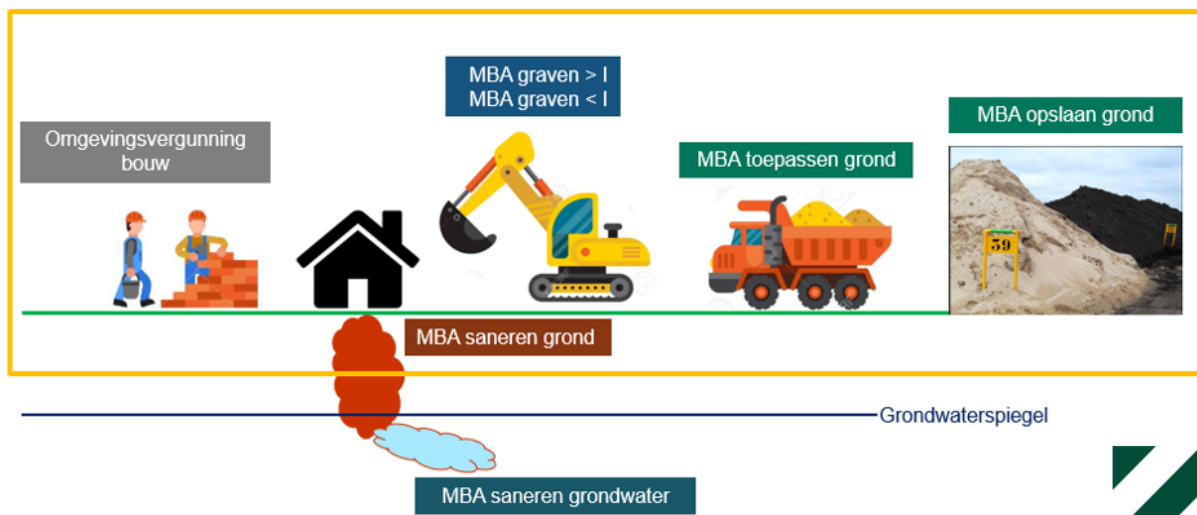 MBA graven > I
MBA graven < I
MBA opslaan grond
Omgevingsvergunning
bouw
MBA toepassen grond
39
MBA saneren grond
Grondwaterspiegel
MBA saneren grondwater